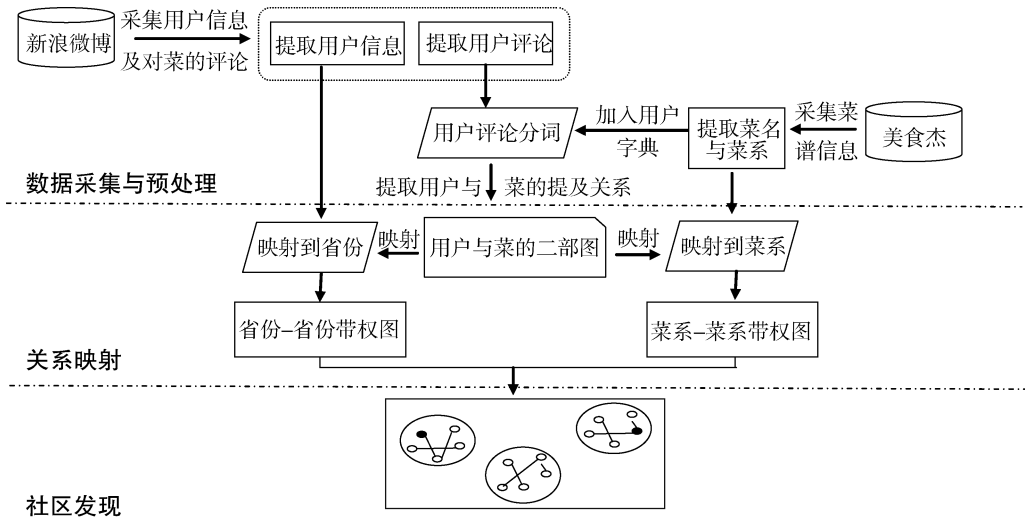 新浪微博
采集用户信息
及对菜的评论
提取用户信息
提取用户评论
用户评论分词
加入用户
字典
提取菜名
与菜系
采集菜
谱信息
美食杰
数据采集与预处理
提取用户与 菜的提及关系
映射到省份
映射
用户与菜的二部图
映射
映射到菜系
省份–省份带权图
菜系–菜系带权图
关系映射
社区发现